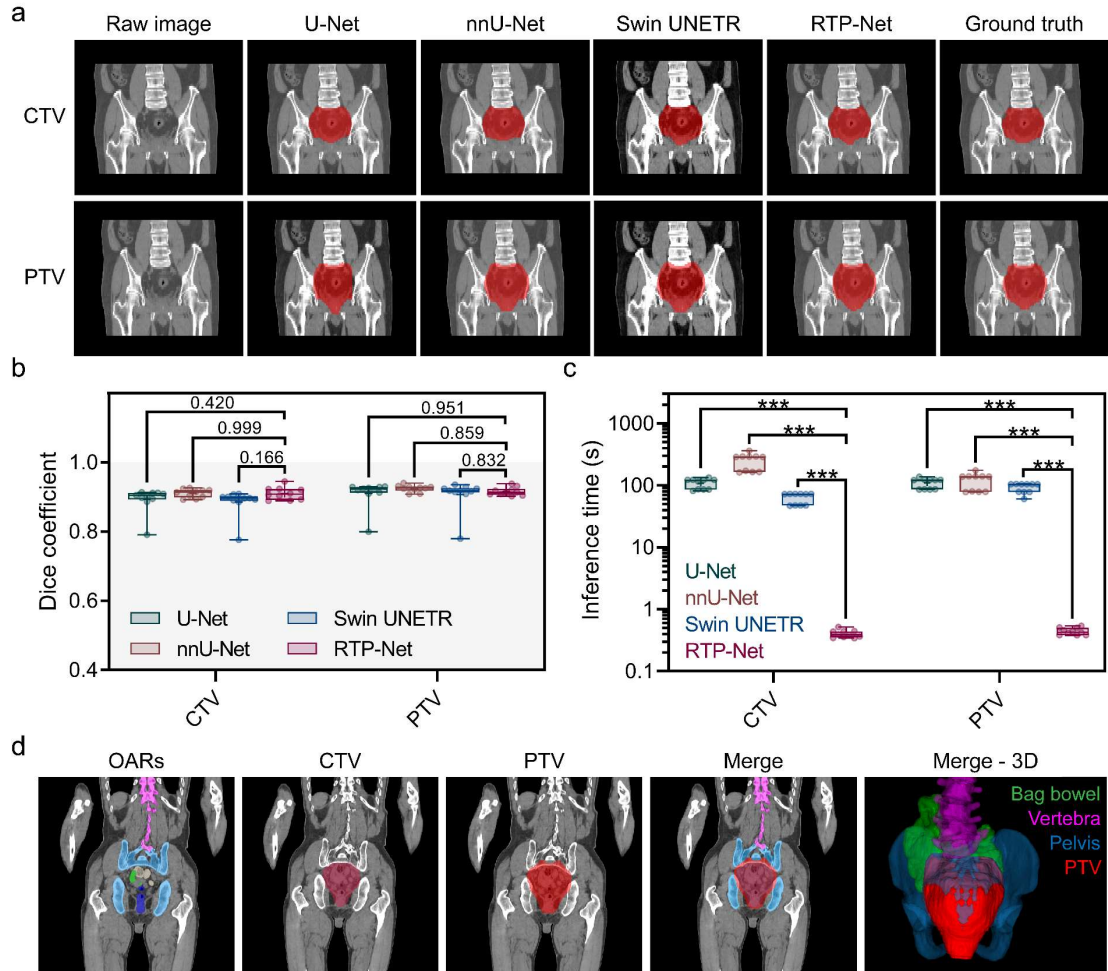 a
Raw image U-Net nnU-Net Swin UNETR RTP-Net Ground truth
CTV
PTV
b
0.420
0.999
0.166
0.951
0.859
0.832
Dice coefficient
1.0
0.8
0.6
0.4
U-Net
nnU-Net
Swin UNETR
RTP-Net
CTV PTV
c
***
***
***
***
***
***
Inference time (s)
1000
100
10
1
0.1
U-Net
nnU-Net
Swin UNETR
RTP-Net
CTV PTV
d
OARs CTV PTV Merge Merge - 3D
Bag bowel
Vertebra
Pelvis
PTV